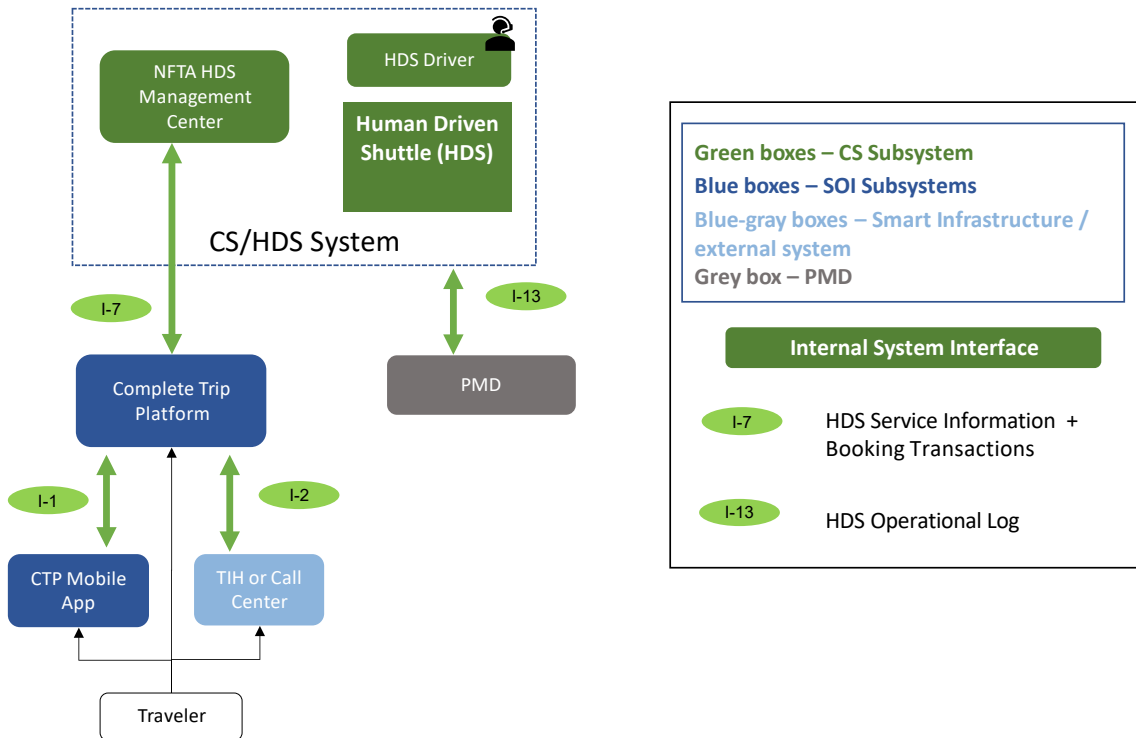 NFTA HDS
Management
Center
HDS Driver
Human Driven
Shuttle (HDS)
CS/HDS System
I-7
I-13
Complete Trip
Platform
PMD
I-1
I-2
CTP Mobile
App
TIH or Call
Center
Traveler
Green boxes – CS Subsystem
Blue boxes – SOI Subsystems
Blue-gray boxes – Smart Infrastructure /
external system
Grey box – PMD
Internal System Interface
I-7
HDS Service Information +
Booking Transactions
I-13
HDS Operational Log